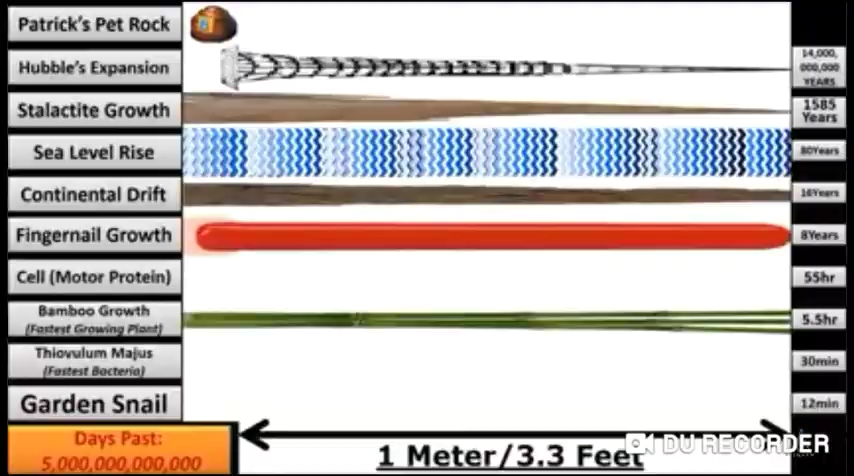 Patrick's Pet Rock
Hubble's Expansion
14,000,
000,000
YEARS
Stalactite Growth
1585
Years
Sea Level Rise
80Years
Continental Drift
16Years
Fingernail Growth
8Years
Cell (Motor Protein)
55hr
Bamboo Growth
(Fastest Growing Plant)
5.5hr
Thiovulum Majus
(Fastest Bacteria)
30min
Garden Snail
12min
Days Past:
5,000,000,000,000
1 Meter/3.3 Feet
DU RECORDER